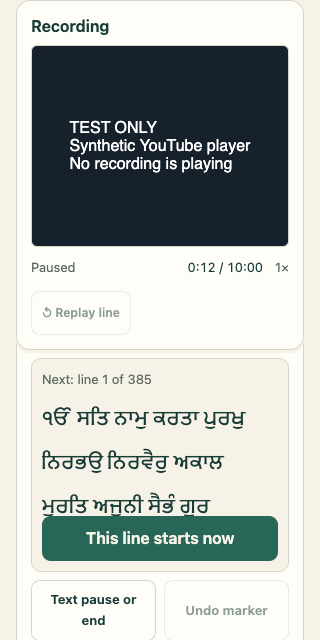 Recording
TEST ONLY
Synthetic YouTube player
No recording is playing
Paused
0:12 / 10:00 1×
Replay line
Next: line 1 of 385
ੴ ਸਤਿ ਨਾਮੁ ਕਰਤਾ ਪੁਰਖੁ
ਨਿਰਭਉ ਨਿਰਵੈਰੁ ਅਕਾਲ
ਮੂਰਤਿ ਅਜੂਨੀ ਸੈਭੰ ਗੁਰ
This line starts now
Text pause or
end
Undo marker